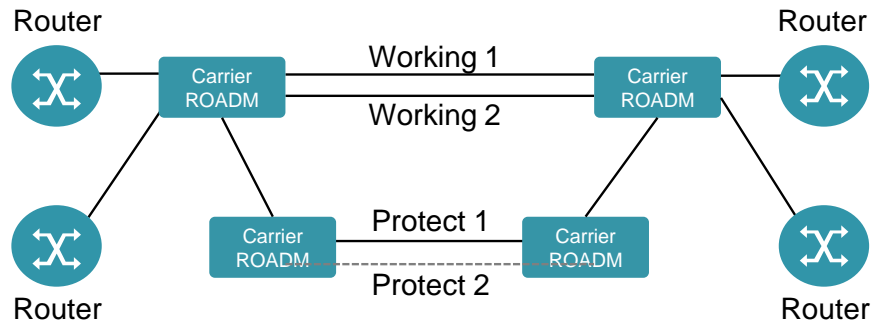 Router
Router
Working 1
Carrier
ROADM
Carrier
ROADM
Working 2
Protect 1
Carrier
ROADM
Carrier
ROADM
Protect 2
Router
Router